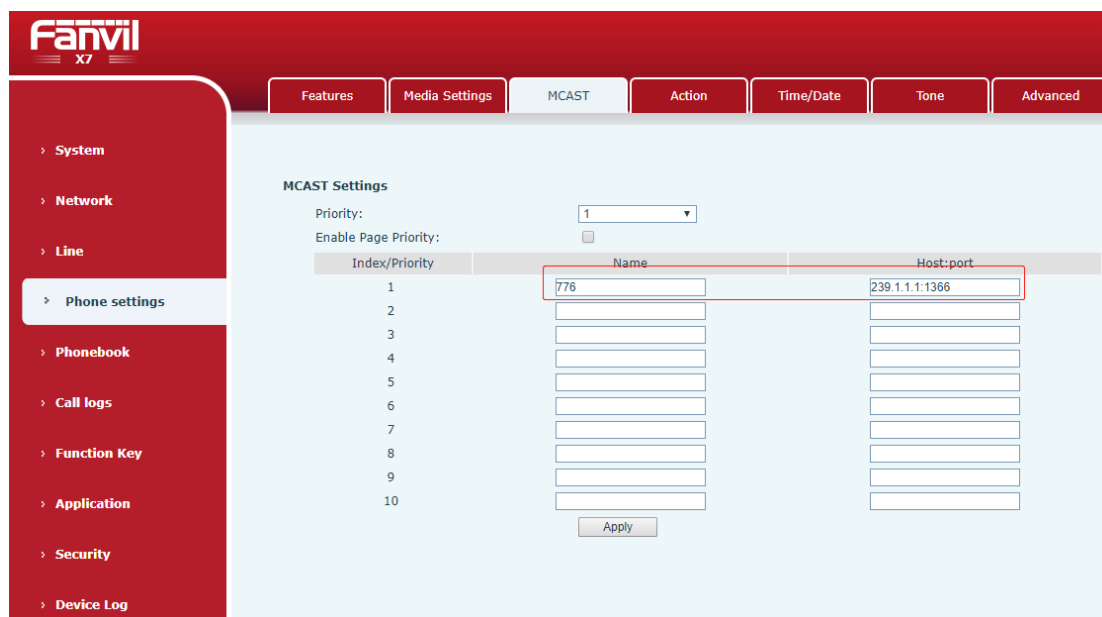 Fanvil
X7
Features Media Settings MCAST Action Time/Date Tone Advanced
› System
› Network
› Line
› Phone settings
› Phonebook
› Call logs
› Function Key
› Application
› Security
› Device Log
MCAST Settings
Priority: 1
Enable Page Priority:
Index/Priority Name Host:port
1 776 239.1.1.1:1366
2
3
4
5
6
7
8
9
10
Apply